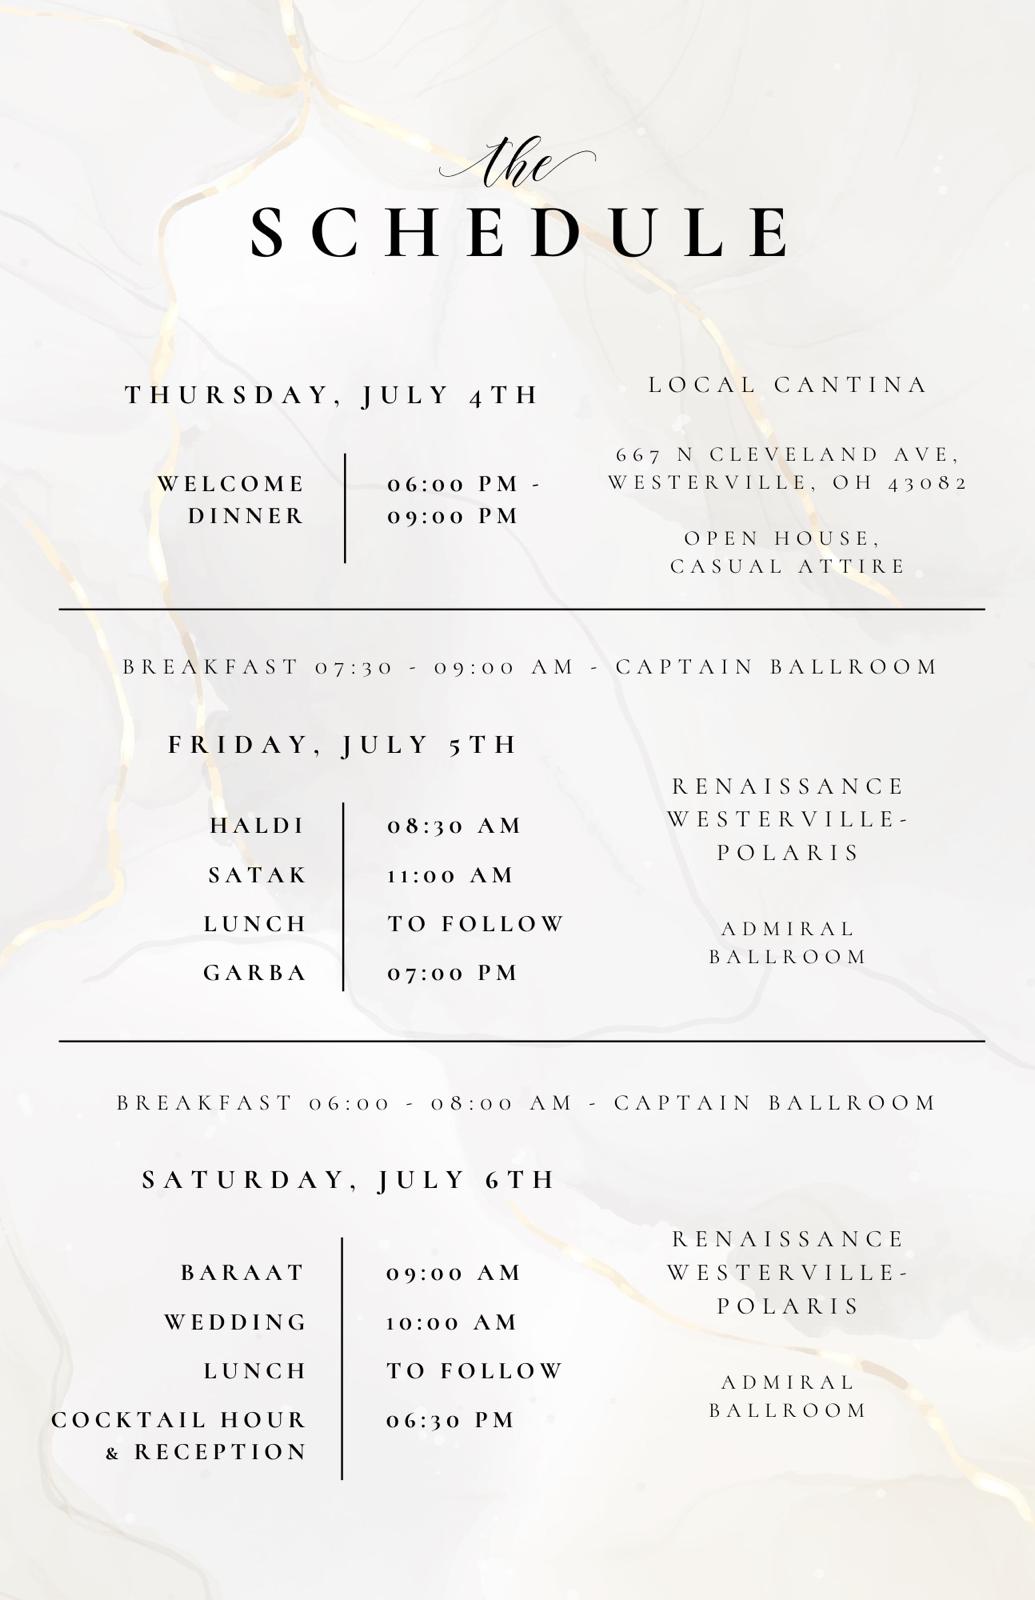 the
SCHEDULE
THURSDAY, JULY 4TH
WELCOME
DINNER
06:00 PM -
09:00 PM
LOCAL CANTINA
667 N CLEVELAND AVE,
WESTERVILLE, OH 43082
OPEN HOUSE,
CASUAL ATTIRE
BREAKFAST 07:30 - 09:00 AM - CAPTAIN BALLROOM
FRIDAY, JULY 5TH
HALDI 08:30 AM
SATAK 11:00 AM
LUNCH TO FOLLOW
GARBA 07:00 PM
RENAISSANCE
WESTERVILLE-
POLARIS
ADMIRAL
BALLROOM
BREAKFAST 06:00 - 08:00 AM - CAPTAIN BALLROOM
SATURDAY, JULY 6TH
BARAAT 09:00 AM
WEDDING 10:00 AM
LUNCH TO FOLLOW
COCKTAIL HOUR 06:30 PM
& RECEPTION
RENAISSANCE
WESTERVILLE-
POLARIS
ADMIRAL
BALLROOM